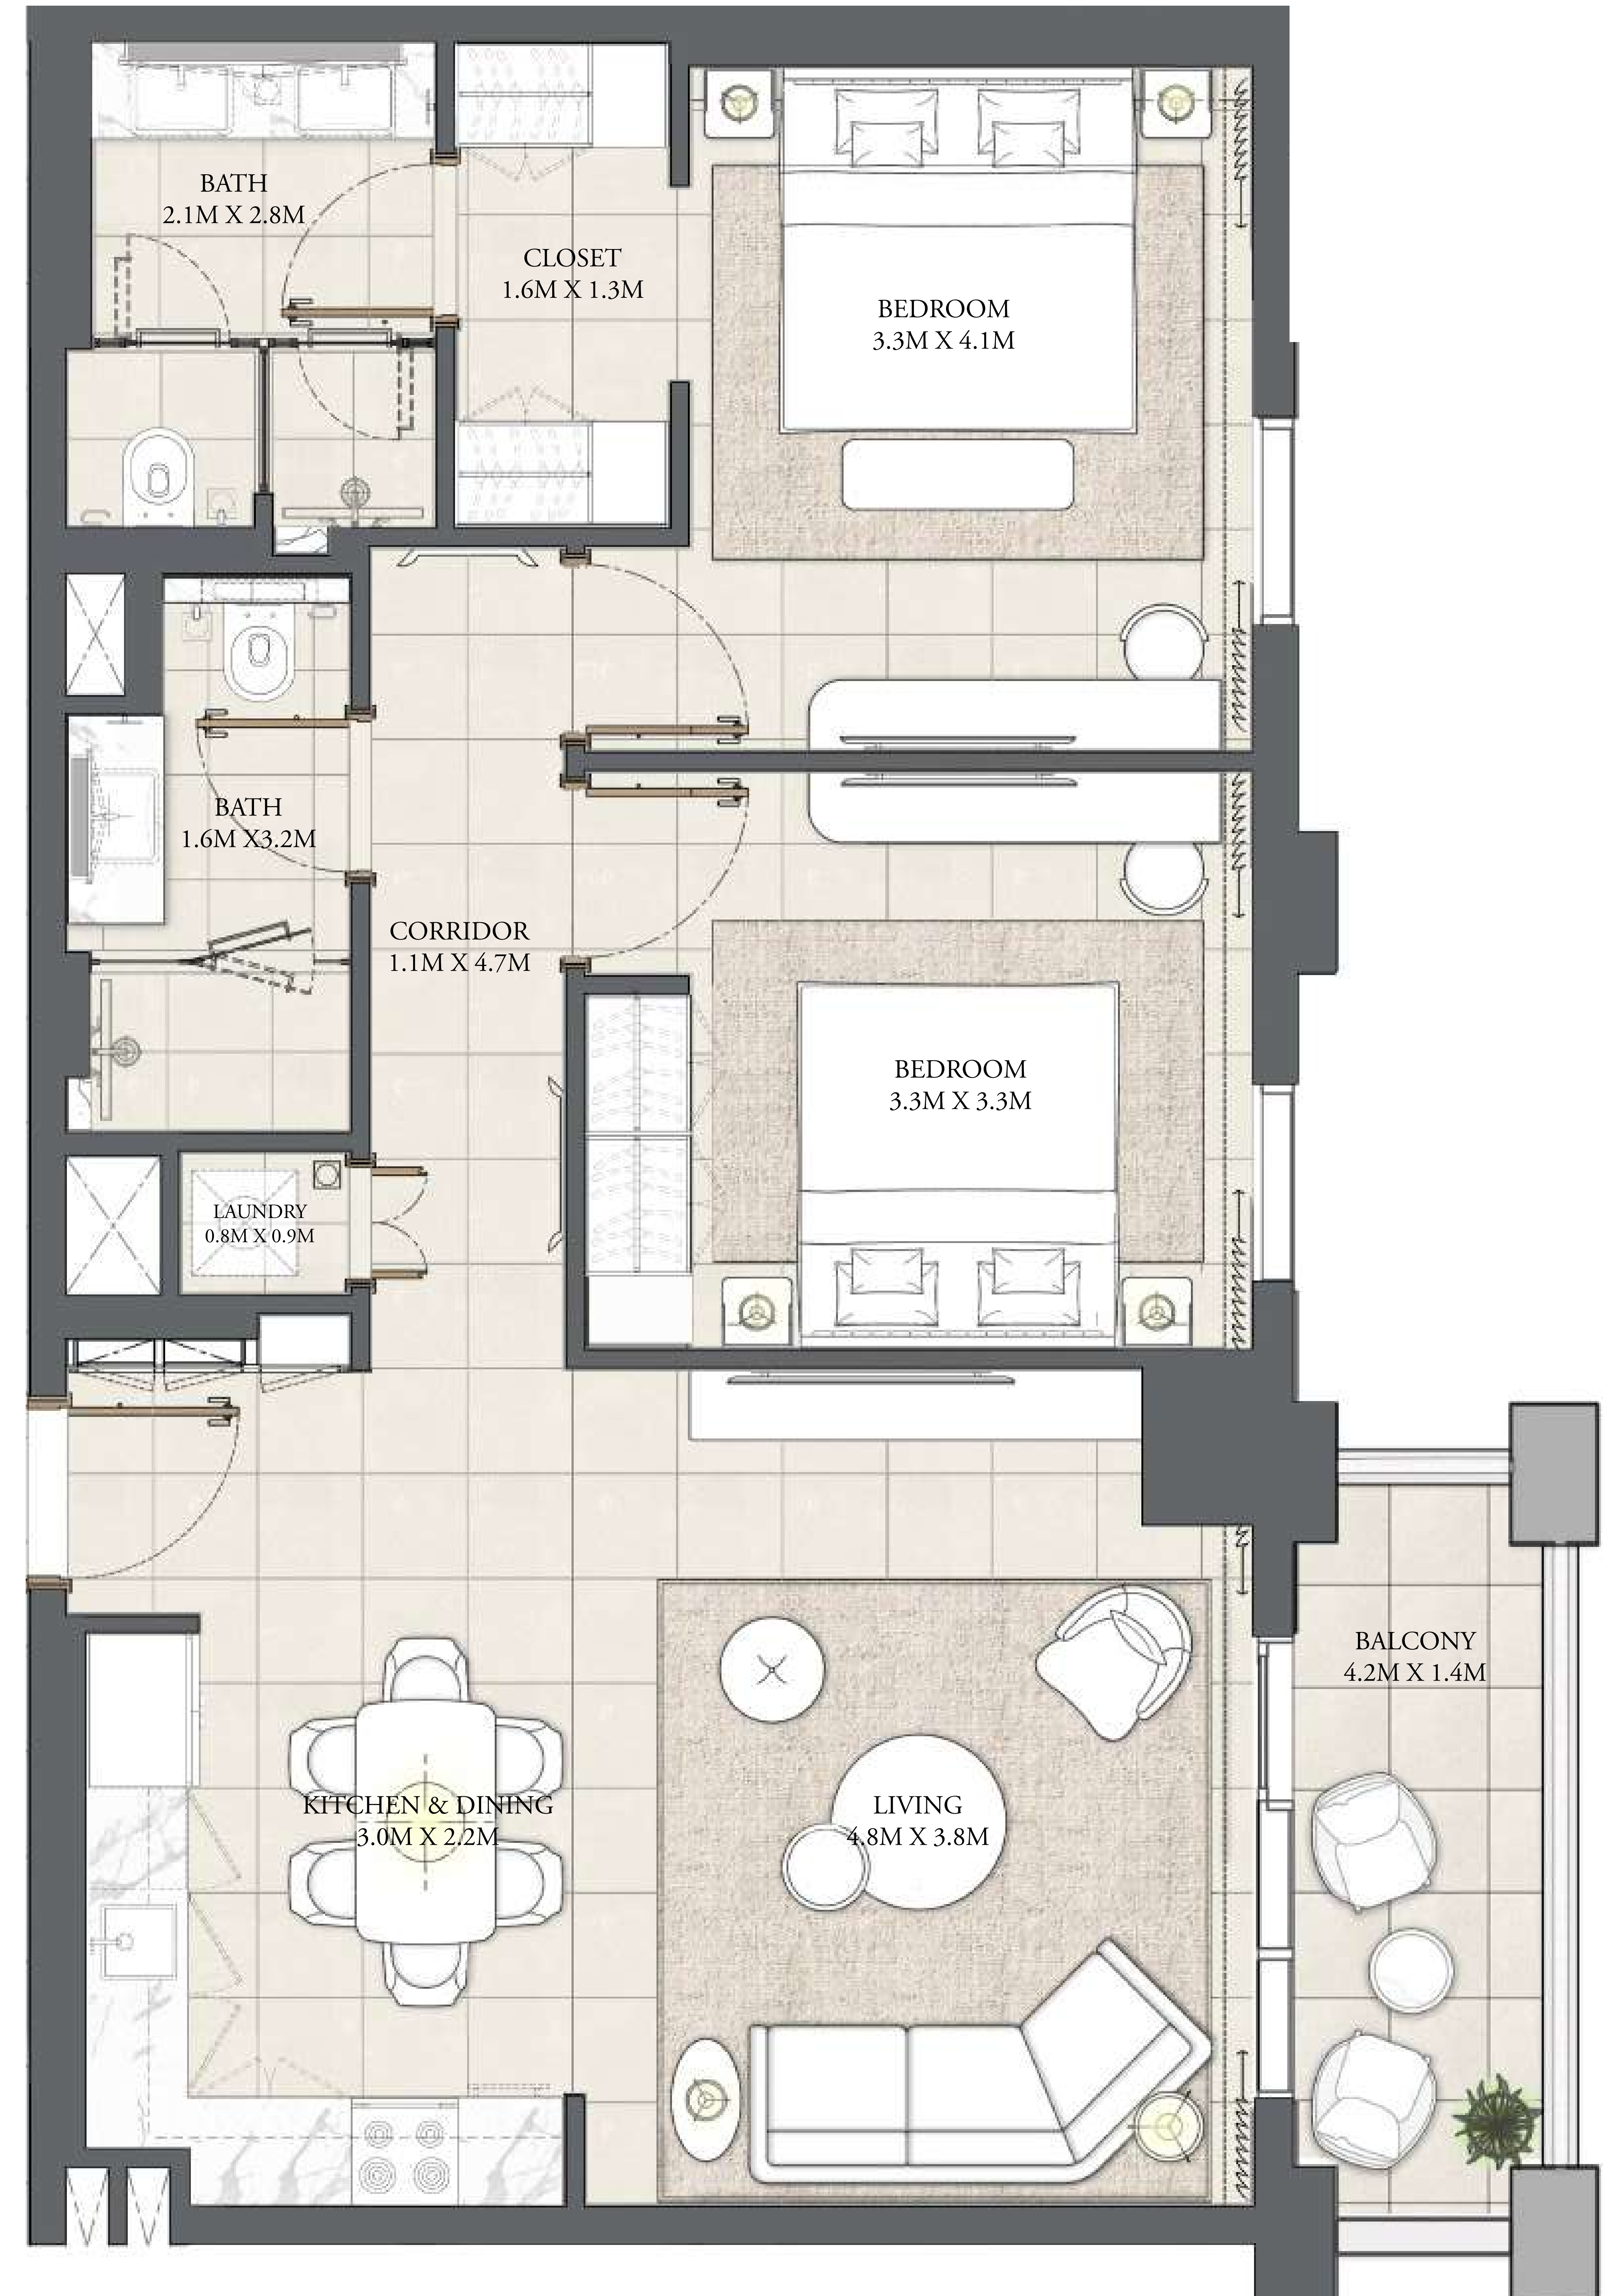 BATH
2.1M X 2.8M
CLOSET
1.6M X 1.3M
BEDROOM
3.3M X 4.1M
BATH
1.6M X3.2M
CORRIDOR
1.1M X 4.7M
BEDROOM
3.3M X 3.3M
LAUNDRY
0.8M X 0.9M
BALCONY
4.2M X 1.4M
KITCHEN & DINING
3.0M X 2.2M
LIVING
4.8M X 3.8M